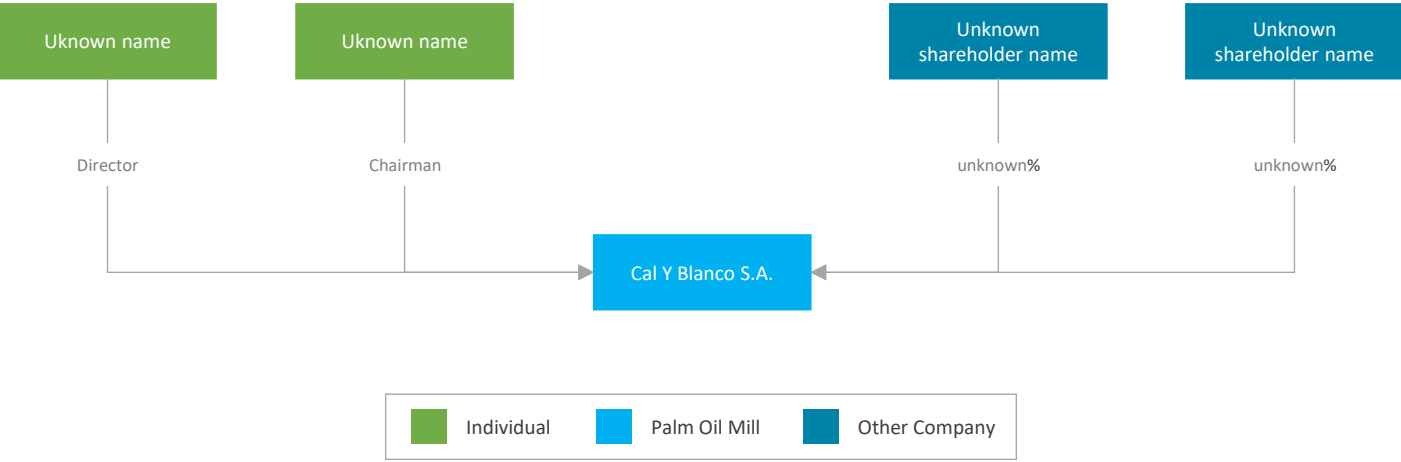 Uknown name
Uknown name
Unknown
shareholder name
Unknown
shareholder name
Director
Chairman
unknown%
unknown%
Cal Y Blanco S.A.
Individual
Palm Oil Mill
Other Company